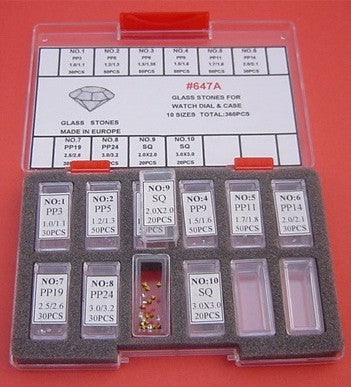 NO.1 NO.2 NO.3 NO.4 NO.5 NO.6
PP3 PP5 PP6 PP9 PP11 PP14
1.0/1.1 1.2/1.3 1.3/1.35 1.5/1.6 1.7/1.8 2.0/2.1
30PCS 50PCS 50PCS 50PCS 50PCS 30PCS
#647A
GLASS STONES FOR
WATCH DIAL & CASE
10 SIZES TOTAL:360PCS
GLASS STONES
MADE IN EUROPE
NO.7 NO.8 NO.9 NO.10
PP19 PP24 SQ SQ
2.5/2.6 3.0/3.2 2.0X2.0 3.0X3.0
30PCS 30PCS 20PCS 20PCS
NO:1
PP3
1.0/1.1
30PCS
NO:2
PP5
1.2/1.3
50PCS
NO:9
SQ
2.0X2.0
20PCS
NO:4
PP9
1.5/1.6
50PCS
NO:5
PP11
1.7/1.8
50PCS
NO:6
PP14
2.0/2.1
30PCS
NO:7
PP19
2.5/2.6
30PCS
NO:8
PP24
3.0/3.2
30PCS
NO:10
SQ
3.0X3.0
20PCS